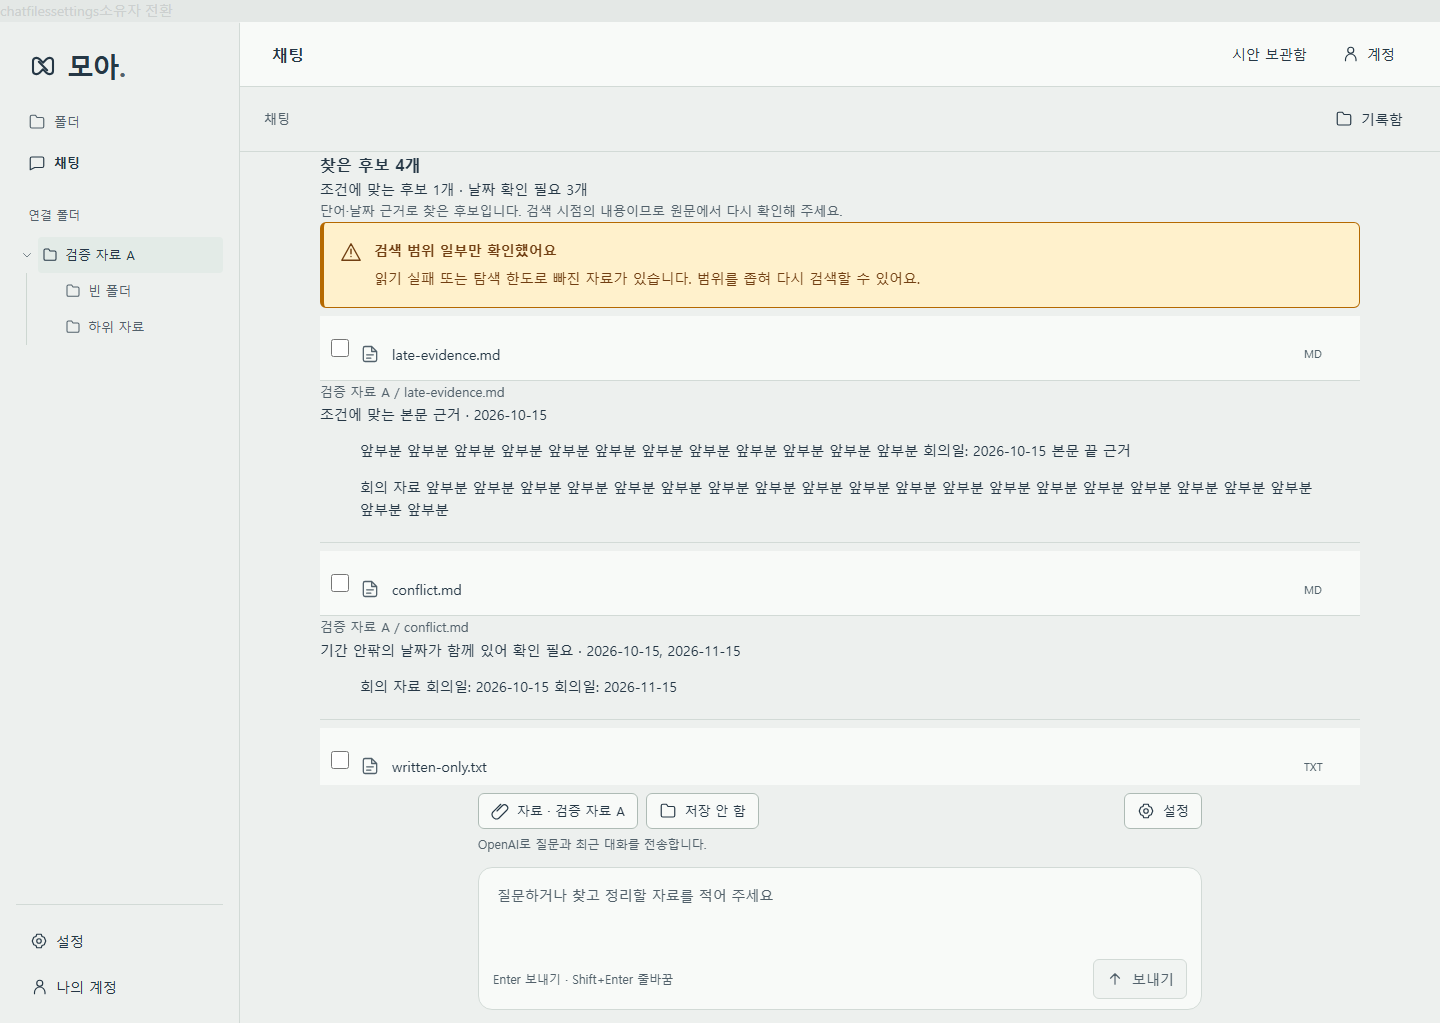 chatfilessettings소유자 전환
모아.
폴더
채팅
연결 폴더
검증 자료 A
빈 폴더
하위 자료
설정
나의 계정
채팅
시안 보관함
계정
채팅
기록함
찾은 후보 4개
조건에 맞는 후보 1개 · 날짜 확인 필요 3개
단어·날짜 근거로 찾은 후보입니다. 검색 시점의 내용이므로 원문에서 다시 확인해 주세요.
검색 범위 일부만 확인했어요
읽기 실패 또는 탐색 한도로 빠진 자료가 있습니다. 범위를 좁혀 다시 검색할 수 있어요.
late-evidence.md
MD
검증 자료 A / late-evidence.md
조건에 맞는 본문 근거 · 2026-10-15
앞부분 앞부분 앞부분 앞부분 앞부분 앞부분 앞부분 앞부분 앞부분 앞부분 앞부분 앞부분 회의일: 2026-10-15 본문 끝 근거
회의 자료 앞부분 앞부분 앞부분 앞부분 앞부분 앞부분 앞부분 앞부분 앞부분 앞부분 앞부분 앞부분 앞부분 앞부분 앞부분 앞부분 앞부분 앞부분 앞부분
앞부분 앞부분
conflict.md
MD
검증 자료 A / conflict.md
기간 안팎의 날짜가 함께 있어 확인 필요 · 2026-10-15, 2026-11-15
회의 자료 회의일: 2026-10-15 회의일: 2026-11-15
written-only.txt
TXT
자료 · 검증 자료 A
저장 안 함
설정
OpenAI로 질문과 최근 대화를 전송합니다.
질문하거나 찾고 정리할 자료를 적어 주세요
Enter 보내기 · Shift+Enter 줄바꿈
보내기